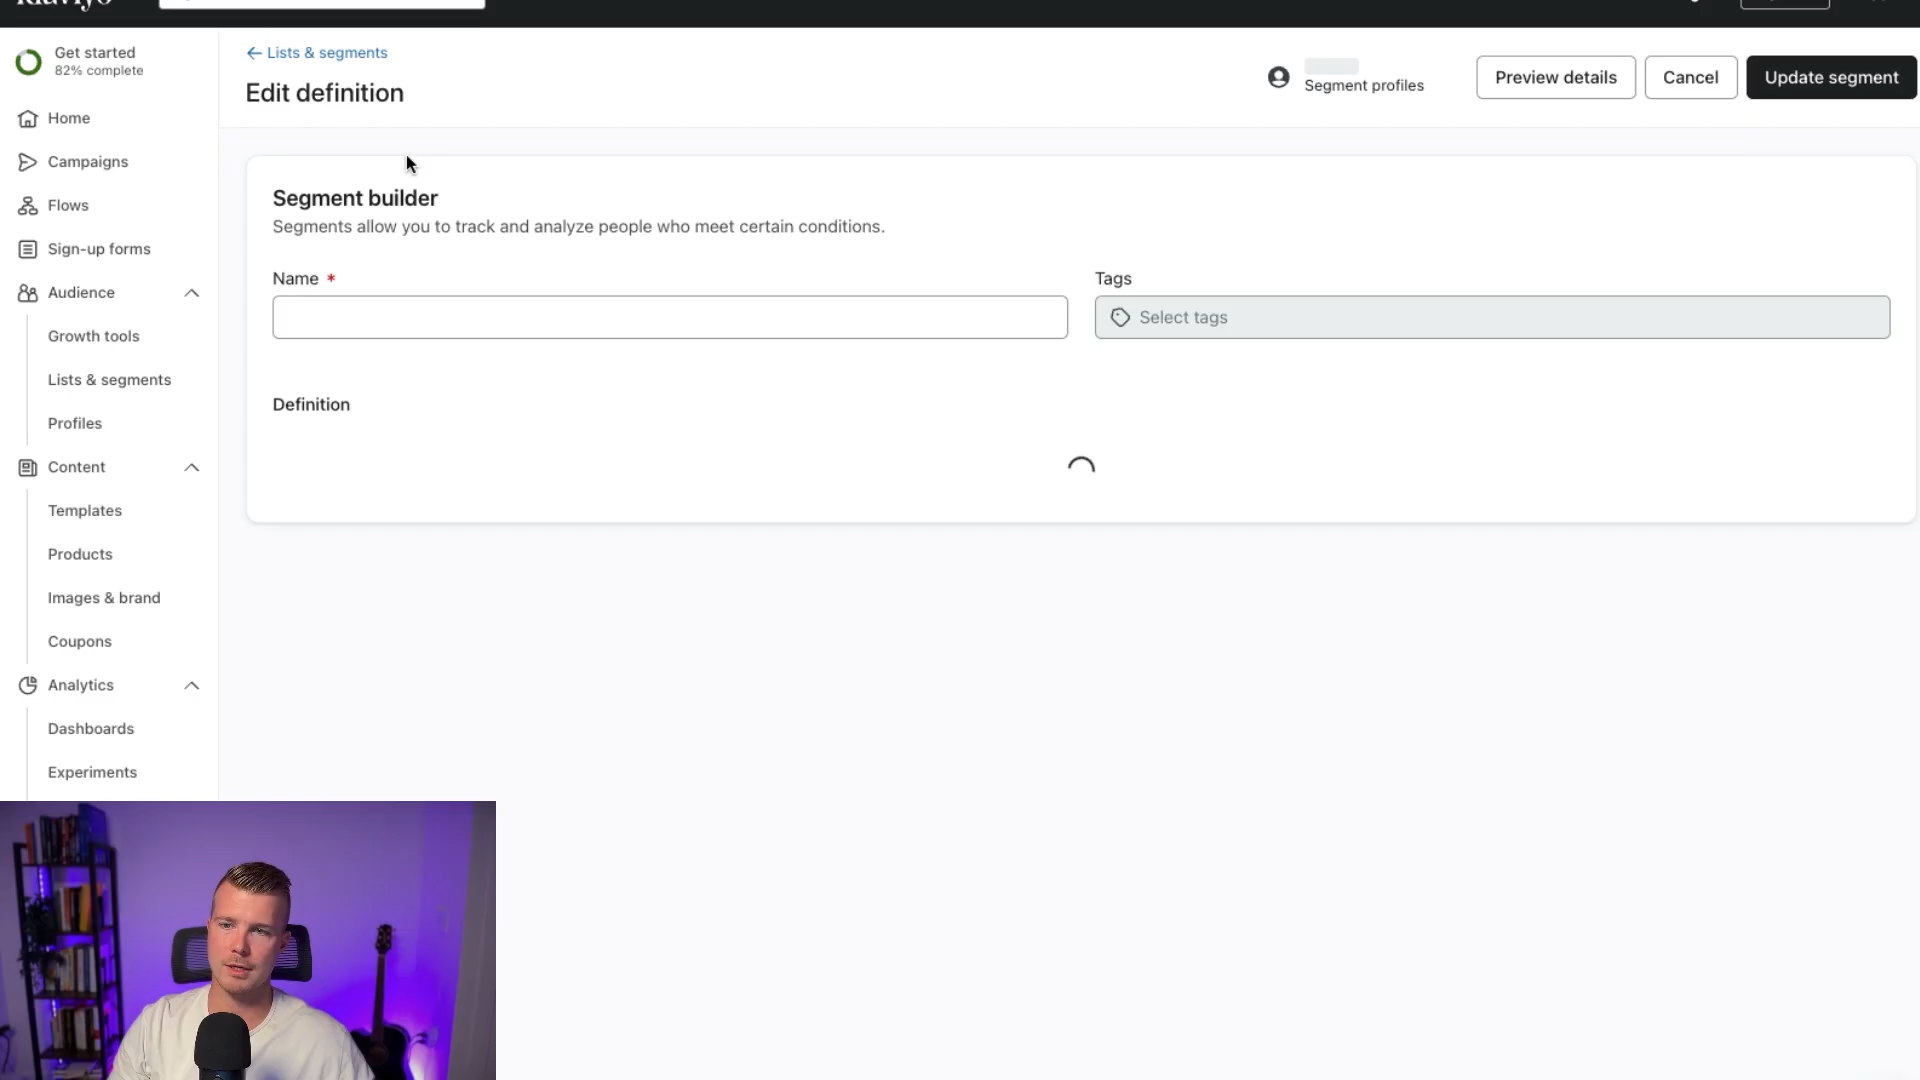 klaviyo
Get started
82% complete
Home
Campaigns
Flows
Sign-up forms
Audience
Growth tools
Lists & segments
Profiles
Content
Templates
Products
Images & brand
Coupons
Analytics
Dashboards
Experiments
← Lists & segments
Edit definition
Segment profiles
Preview details
Cancel
Update segment
Segment builder
Segments allow you to track and analyze people who meet certain conditions.
Name *
Tags
Select tags
Definition